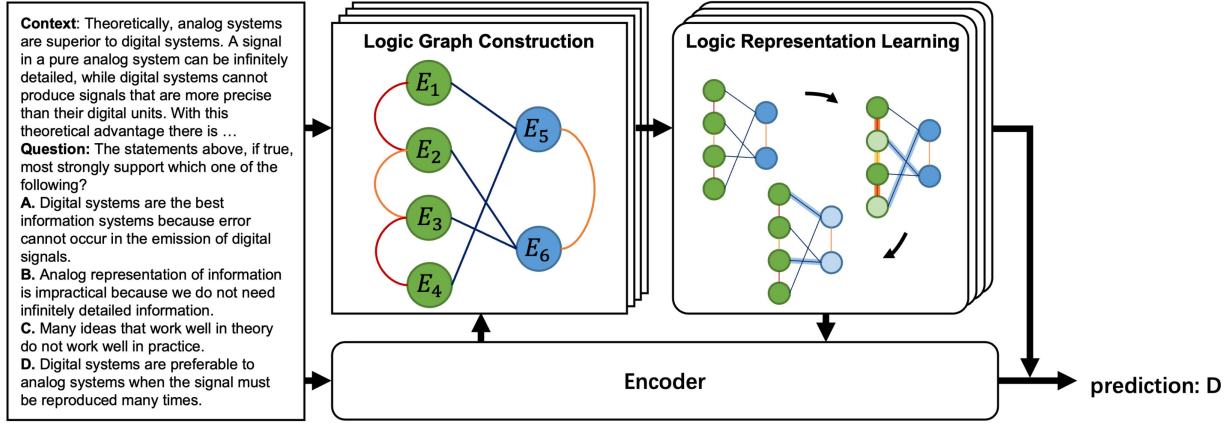 Context: Theoretically, analog systems
are superior to digital systems. A signal
in a pure analog system can be infinitely
detailed, while digital systems cannot
produce signals that are more precise
than their digital units. With this
theoretical advantage there is …
Question: The statements above, if true,
most strongly support which one of the
following?
A. Digital systems are the best
information systems because error
cannot occur in the emission of digital
signals.
B. Analog representation of information
is impractical because we do not need
infinitely detailed information.
C. Many ideas that work well in theory
do not work well in practice.
D. Digital systems are preferable to
analog systems when the signal must
be reproduced many times.
Logic Graph Construction
E1
E2
E3
E4
E5
E6
Logic Representation Learning
Encoder
prediction: D